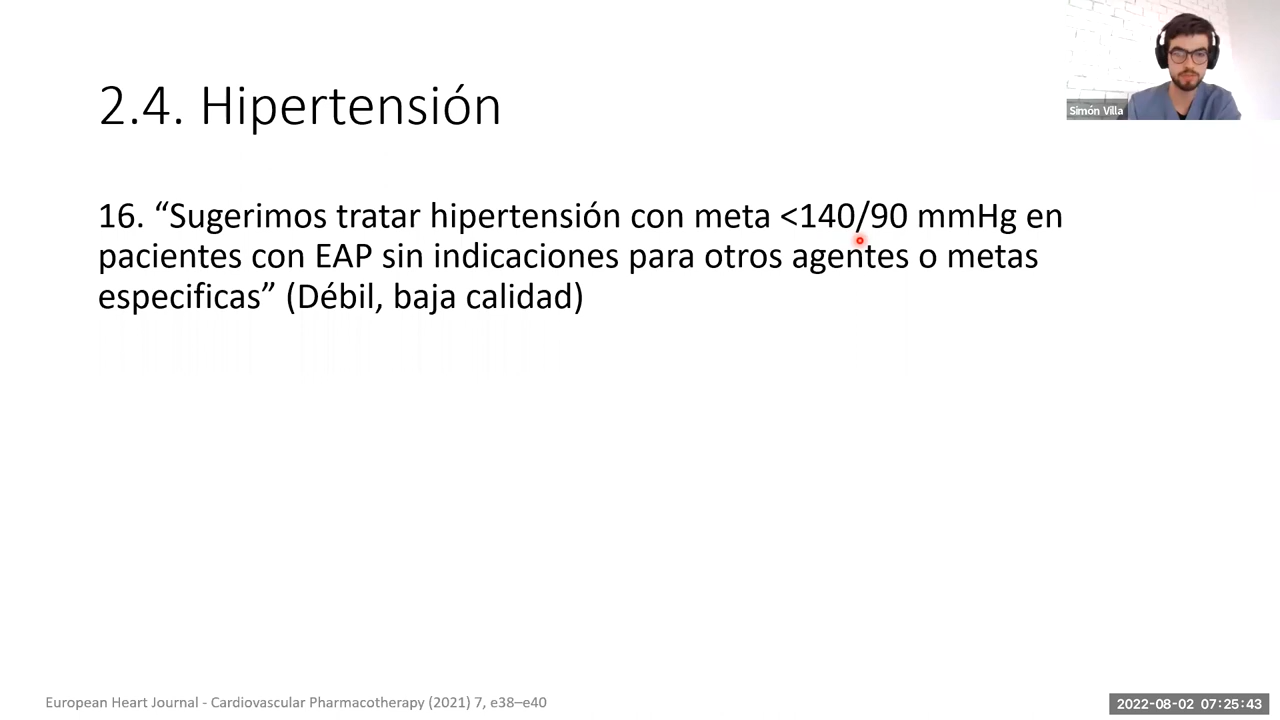 2.4. Hipertensión
Simón Villa
16. “Sugerimos tratar hipertensión con meta <140/90 mmHg en
pacientes con EAP sin indicaciones para otros agentes o metas
especificas” (Débil, baja calidad)
European Heart Journal - Cardiovascular Pharmacotherapy (2021) 7, e38–e40
2022-08-02 07:25:43